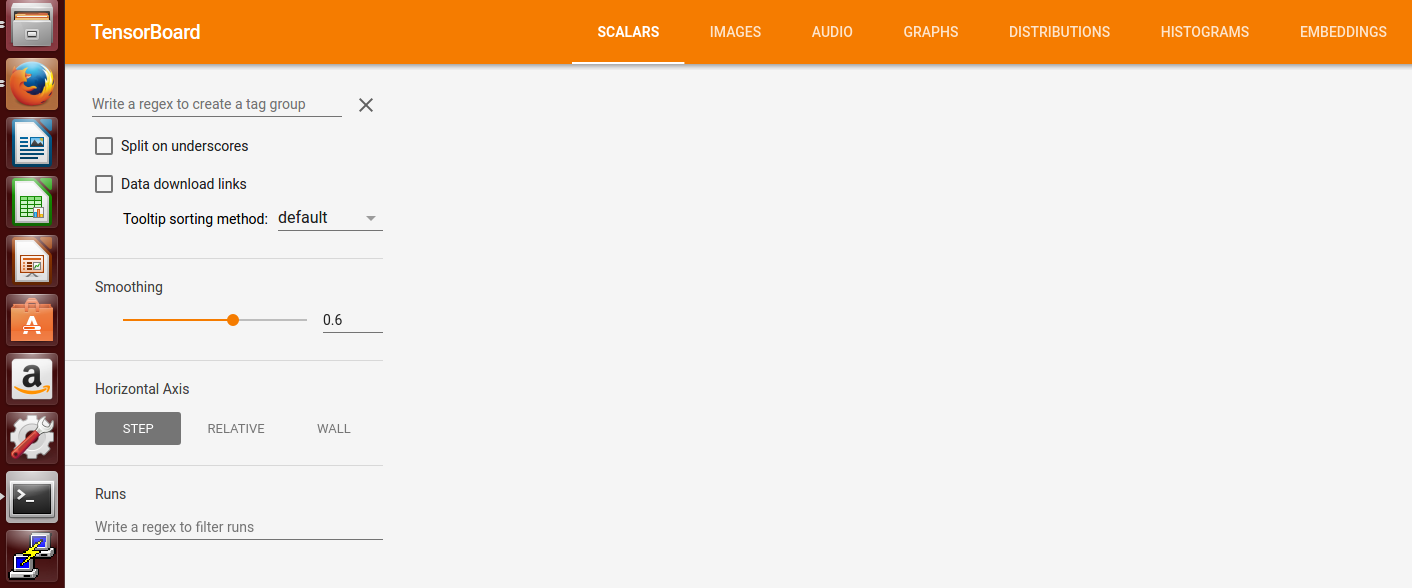 TensorBoard SCALARS IMAGES AUDIO GRAPHS DISTRIBUTIONS HISTOGRAMS EMBEDDINGS
Write a regex to create a tag group
Split on underscores
Data download links
Tooltip sorting method: default
Smoothing
0.6
Horizontal Axis
STEP RELATIVE WALL
Runs
Write a regex to filter runs